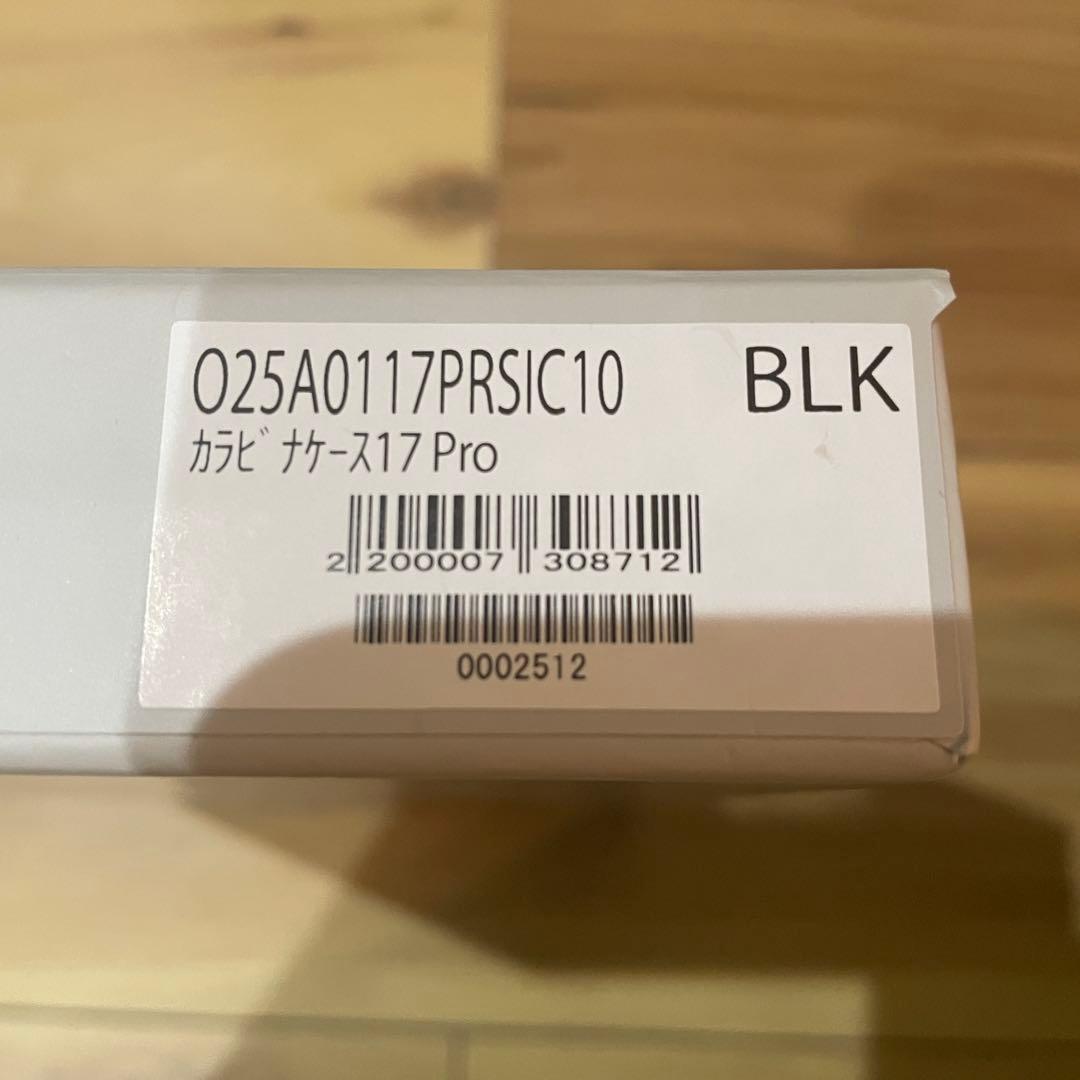 O25A0117PRSIC10 BLK
ｶﾗﾋﾞﾅｹｰｽ17 Pro
2 200007 308712
0002512